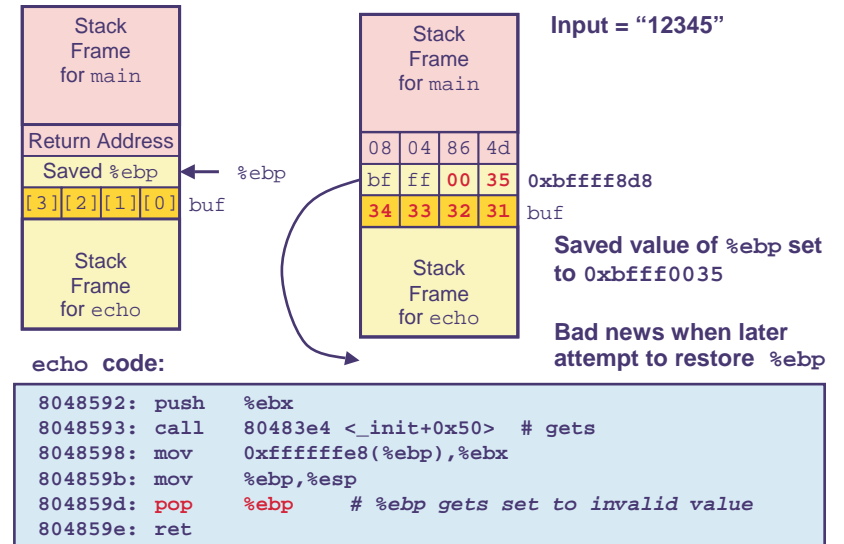 Stack
Frame
for main
Return Address
Saved %ebp
%ebp
[3] [2] [1] [0] buf
Stack
Frame
for echo
Stack
Frame
for main
08 04 86 4d
bf ff 00 35 0xbffff8d8
34 33 32 31 buf
Stack
Frame
for echo
Input = “12345”
Saved value of %ebp set
to 0xbfff0035
Bad news when later
attempt to restore %ebp
echo code:
8048592: push %ebx
8048593: call 80483e4 <_init+0x50> # gets
8048598: mov 0xffffffe8(%ebp),%ebx
804859b: mov %ebp,%esp
804859d: pop %ebp # %ebp gets set to invalid value
804859e: ret